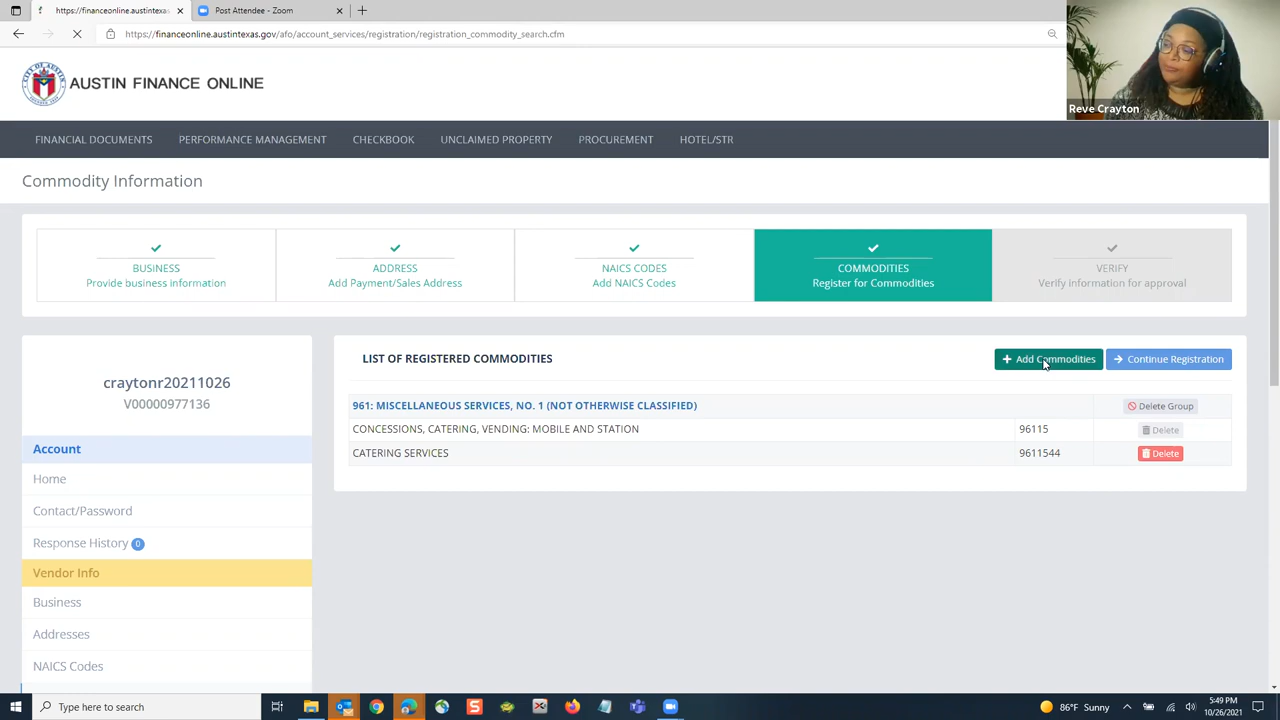 https://financeonline.austintexas
Post Attendee - Zoom
https://financeonline.austintexas.gov/afo/account_services/registration/registration_commodity_search.cfm
Reve Crayton
AUSTIN FINANCE ONLINE
FINANCIAL DOCUMENTS PERFORMANCE MANAGEMENT CHECKBOOK UNCLAIMED PROPERTY PROCUREMENT HOTEL/STR
Commodity Information
BUSINESS
Provide business information
ADDRESS
Add Payment/Sales Address
NAICS CODES
Add NAICS Codes
COMMODITIES
Register for Commodities
VERIFY
Verify information for approval
craytonr20211026
V00000977136
Account
Home
Contact/Password
Response History 0
Vendor Info
Business
Addresses
NAICS Codes
LIST OF REGISTERED COMMODITIES
Add Commodities
Continue Registration
961: MISCELLANEOUS SERVICES, NO. 1 (NOT OTHERWISE CLASSIFIED) Delete Group
CONCESSIONS, CATERING, VENDING: MOBILE AND STATION 96115 Delete
CATERING SERVICES 9611544 Delete
Type here to search
86°F Sunny
5:49 PM
10/26/2021